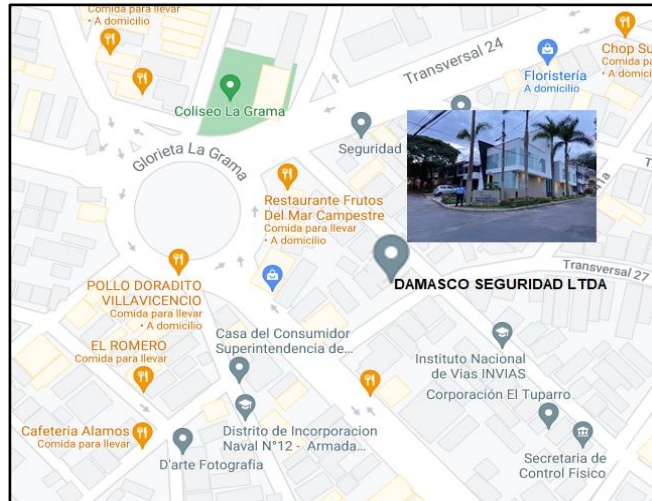 Comida para llevar
• A domicilio
Transversal 24
Chop Su
Comida pa
• A domici
Floristería
A domicilio
Coliseo La Grama
Glorieta La Grama
Seguridad
Restaurante Frutos
Del Mar Campestre
Comida para llevar
• A domicilio
Transversal 27
DAMASCO SEGURIDAD LTDA
POLLO DORADITO
VILLAVICENCIO
Comida para llevar
• A domicilio
EL ROMERO
Comida para llevar
Casa del Consumidor
Superintendencia de...
Instituto Nacional
de Vias INVIAS
Corporación El Tuparro
Cafeteria Alamos
Comida para llevar
Distrito de Incorporacion
Naval N°12 - Armada...
D'arte Fotografia
Secretaria de
Control Fisico